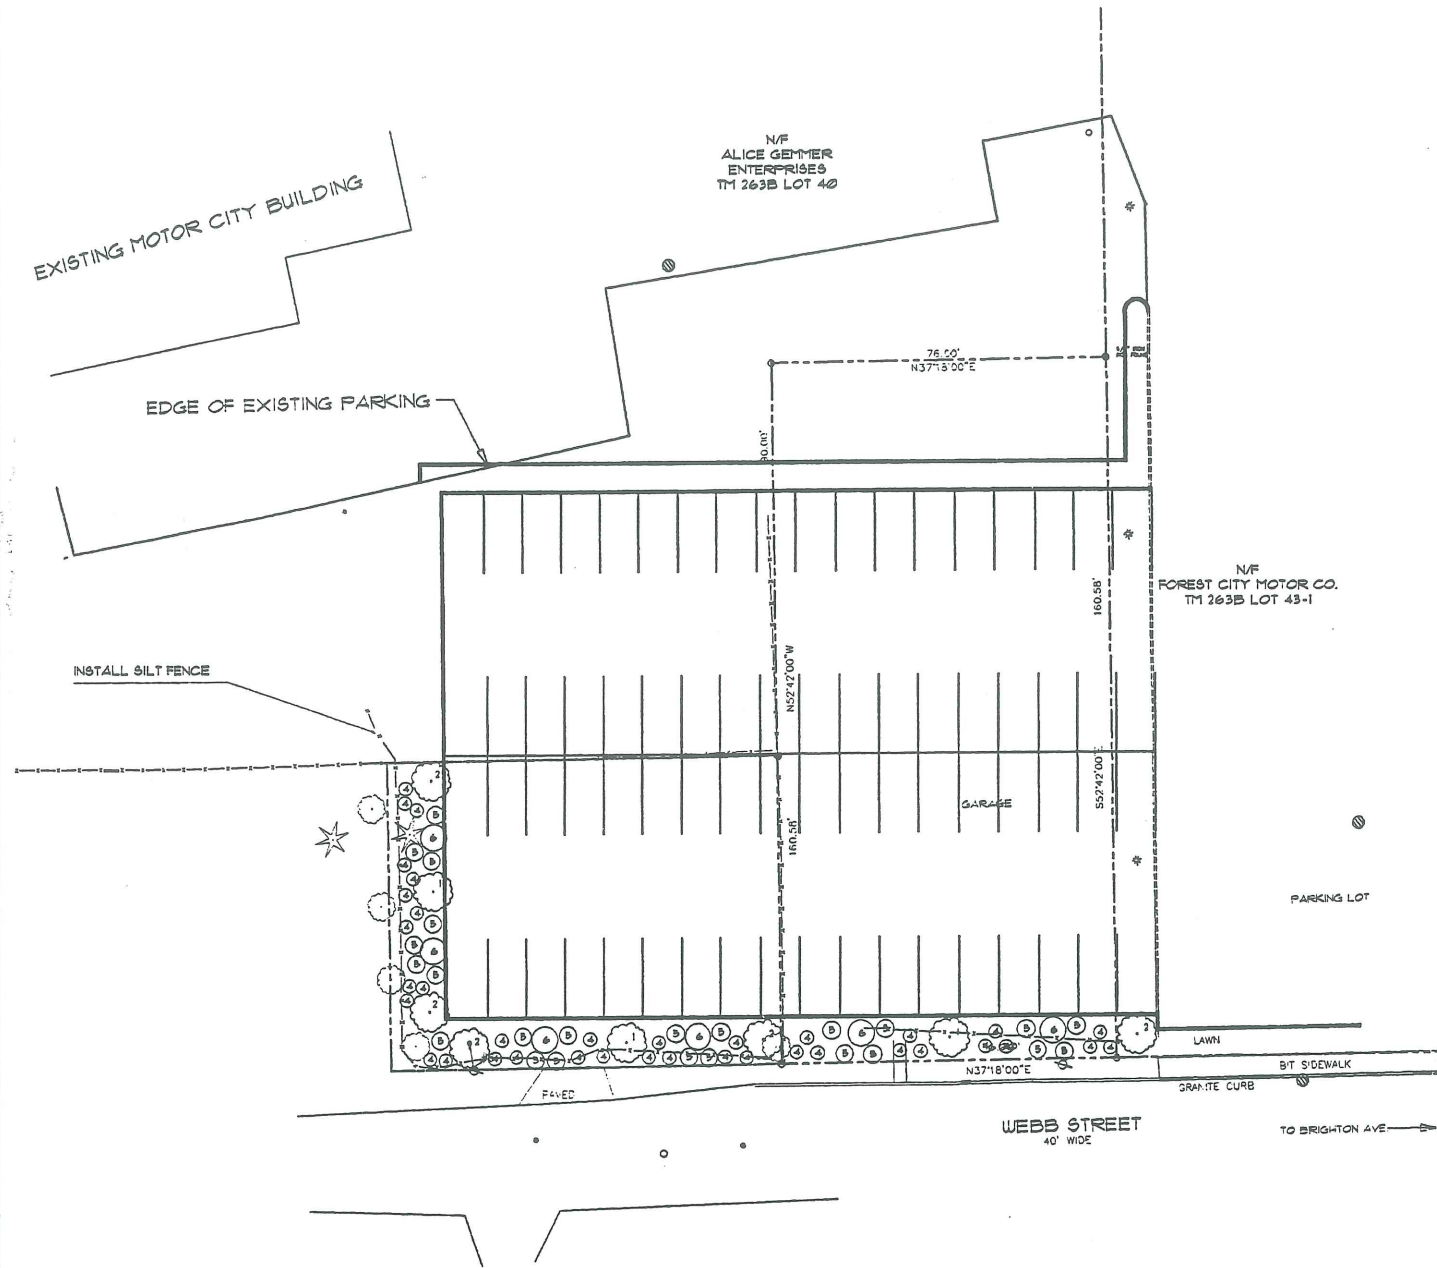 N/F
ALICE GEMMER
ENTERPRISES
TM 263B LOT 40
EXISTING MOTOR CITY BUILDING
76.00'
N37°18'00"E
EDGE OF EXISTING PARKING
90.00'
N/F
FOREST CITY MOTOR CO.
TM 263B LOT 43-1
160.58'
INSTALL SILT FENCE
N52°42'00"W
S52°42'00"E
GARAGE
160.58'
PARKING LOT
LAWN
BIT SIDEWALK
N37°18'00"E
GRANITE CURB
PAVED
WEBB STREET
40' WIDE
TO BRIGHTON AVE.